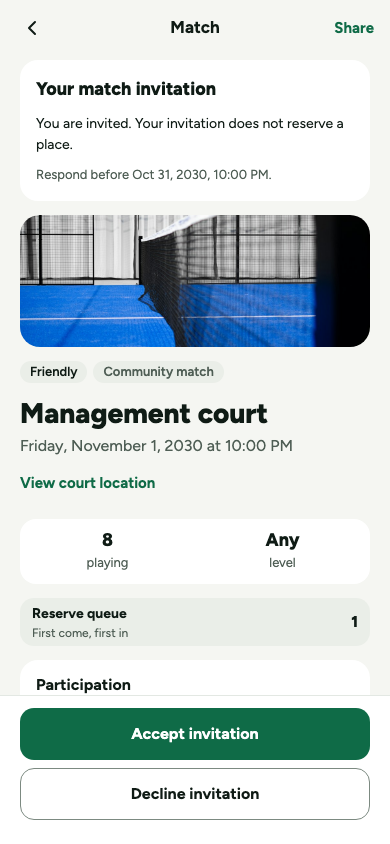 Match
Share
Your match invitation
You are invited. Your invitation does not reserve a
place.
Respond before Oct 31, 2030, 10:00 PM.
Friendly
Community match
Management court
Friday, November 1, 2030 at 10:00 PM
View court location
8
playing
Any
level
Reserve queue
First come, first in
1
Participation
Accept invitation
Decline invitation